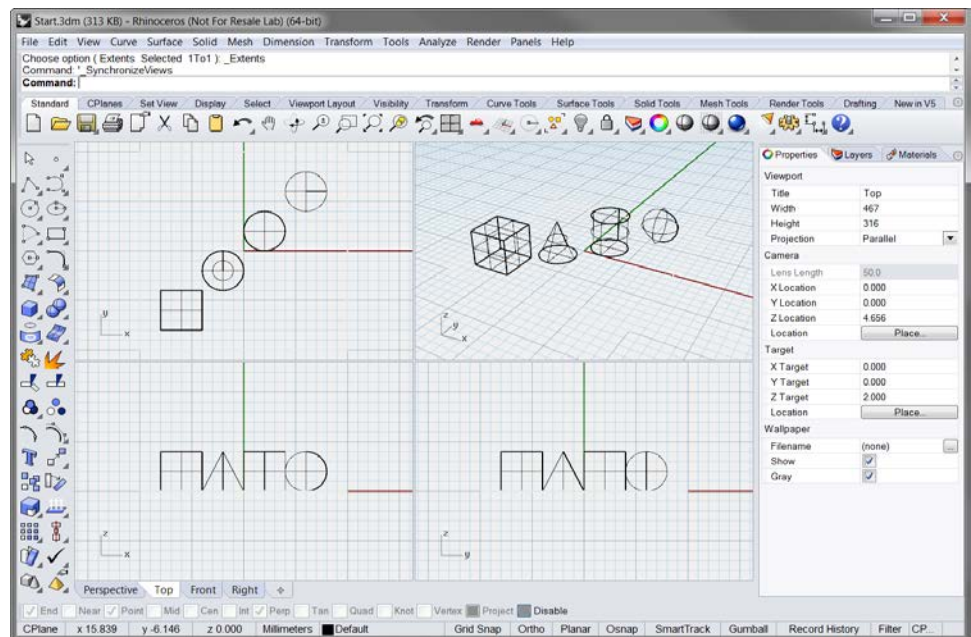 Start.3dm (313 KB) - Rhinoceros (Not For Resale Lab) (64-bit)
File Edit View Curve Surface Solid Mesh Dimension Transform Tools Analyze Render Panels Help
Choose option ( Extents Selected 1To1 ): _Extents
Command: '_SynchronizeViews
Command:
Standard CPlanes Set View Display Select Viewport Layout Visibility Transform Curve Tools Surface Tools Solid Tools Mesh Tools Render Tools Drafting New in V5
Properties Layers Materials
Viewport
Title Top
Width 467
Height 316
Projection Parallel
Camera
Lens Length 50.0
X Location 0.000
Y Location 0.000
Z Location 4.656
Location Place...
Target
X Target 0.000
Y Target 0.000
Z Target 2.000
Location Place...
Wallpaper
Filename (none) ...
Show
Gray
y
x
z
y
x
z
x
z
y
Perspective Top Front Right
End Near Point Mid Cen Int Perp Tan Quad Knot Vertex Project Disable
CPlane x 15.839 y -6.146 z 0.000 Millimeters Default Grid Snap Ortho Planar Osnap SmartTrack Gumball Record History Filter CP...